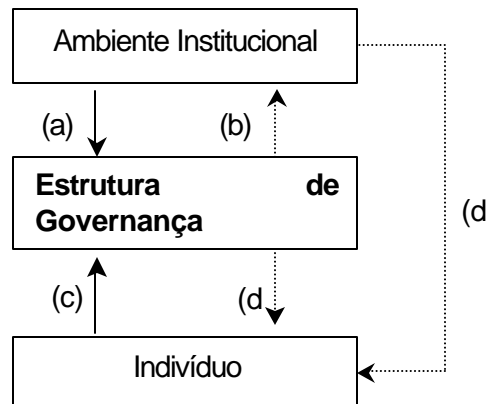 Ambiente Institucional
(a)
(b)
Estrutura de
Governança
(d
(c)
(d
Indivíduo